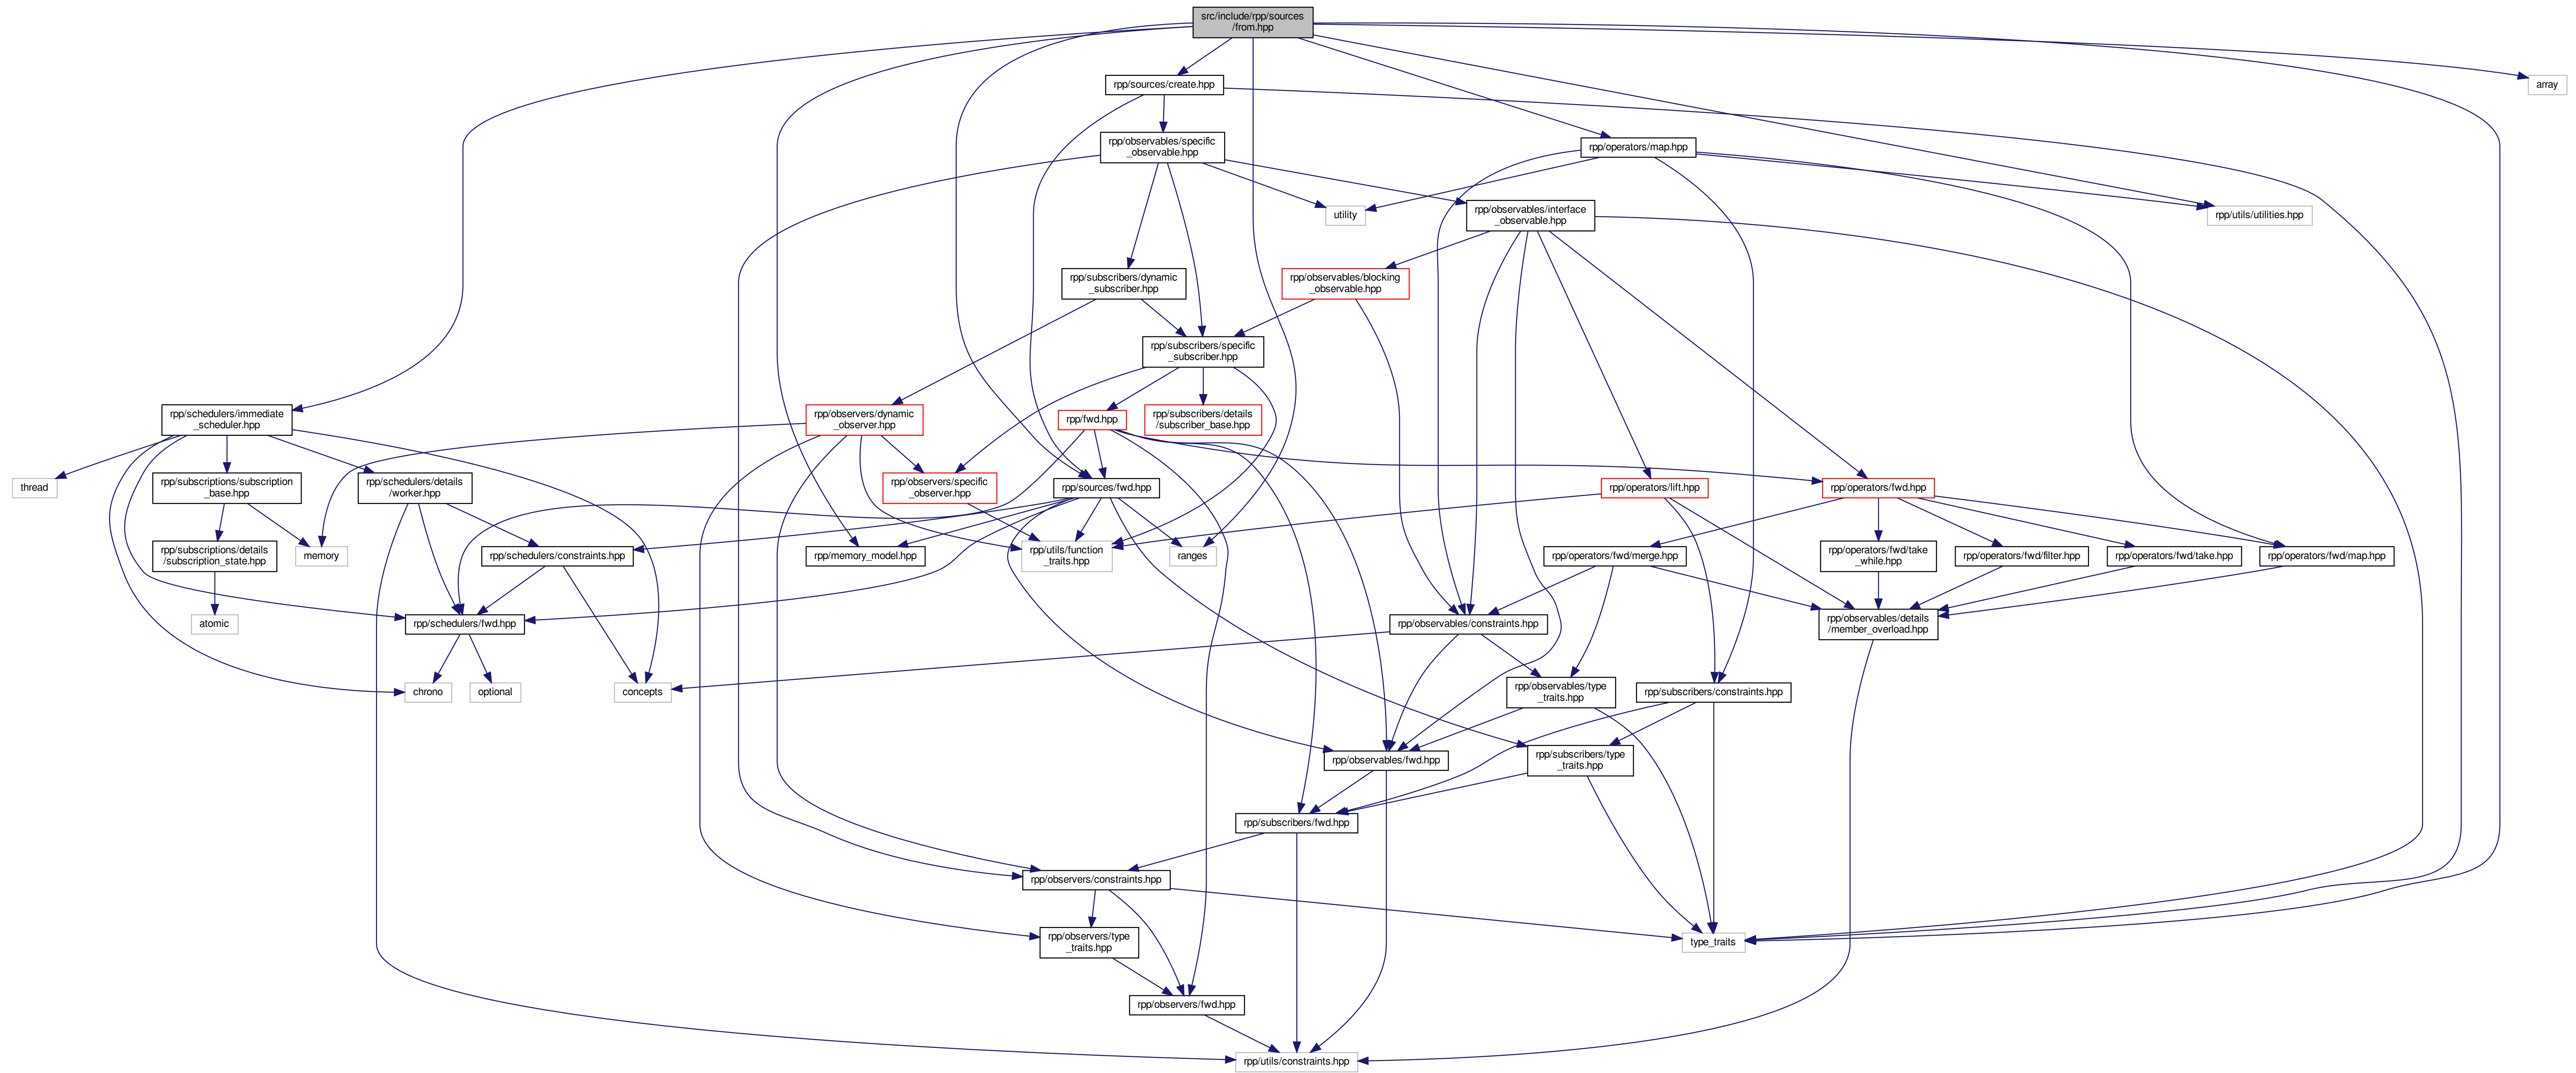 src/include/rpp/sources
/from.hpp
rpp/sources/create.hpp
array
rpp/observables/specific
_observable.hpp
rpp/operators/map.hpp
utility
rpp/observables/interface
_observable.hpp
rpp/utils/utilities.hpp
rpp/subscribers/dynamic
_subscriber.hpp
rpp/observables/blocking
_observable.hpp
rpp/subscribers/specific
_subscriber.hpp
rpp/schedulers/immediate
_scheduler.hpp
rpp/observers/dynamic
_observer.hpp
rpp/fwd.hpp
rpp/subscribers/details
/subscriber_base.hpp
thread
rpp/subscriptions/subscription
_base.hpp
rpp/schedulers/details
/worker.hpp
rpp/observers/specific
_observer.hpp
rpp/sources/fwd.hpp
rpp/operators/lift.hpp
rpp/operators/fwd.hpp
rpp/subscriptions/details
/subscription_state.hpp
memory
rpp/schedulers/constraints.hpp
rpp/memory_model.hpp
rpp/utils/function
_traits.hpp
ranges
rpp/operators/fwd/merge.hpp
rpp/operators/fwd/take
_while.hpp
rpp/operators/fwd/filter.hpp
rpp/operators/fwd/take.hpp
rpp/operators/fwd/map.hpp
atomic
rpp/schedulers/fwd.hpp
rpp/observables/constraints.hpp
rpp/observables/details
/member_overload.hpp
chrono
optional
concepts
rpp/observables/type
_traits.hpp
rpp/subscribers/constraints.hpp
rpp/observables/fwd.hpp
rpp/subscribers/type
_traits.hpp
rpp/subscribers/fwd.hpp
rpp/observers/constraints.hpp
rpp/observers/type
_traits.hpp
type_traits
rpp/observers/fwd.hpp
rpp/utils/constraints.hpp